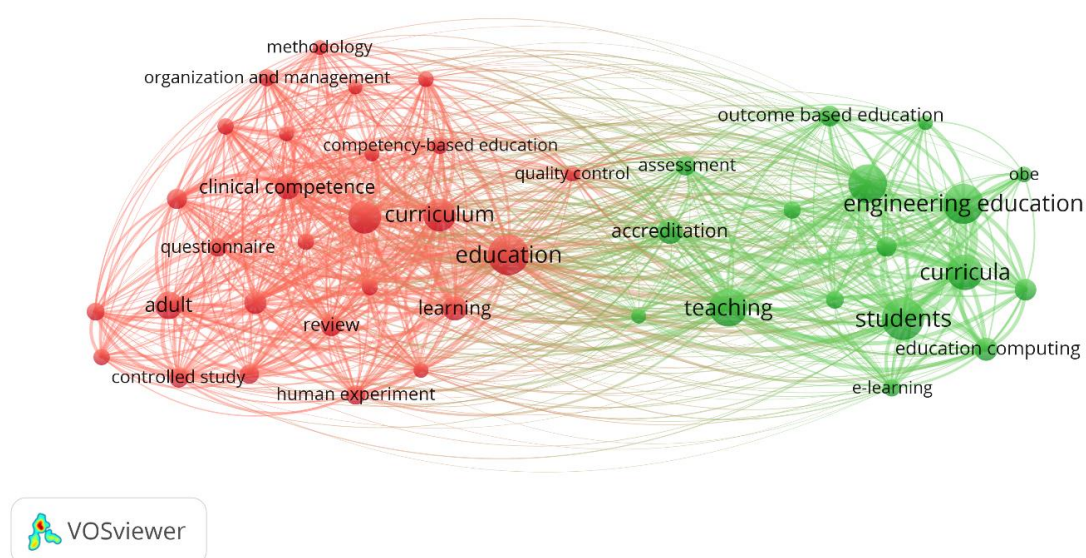 methodology
organization and management
outcome based education
competency-based education
assessment
quality control
obe
clinical competence
engineering education
curriculum
accreditation
questionnaire
education
curricula
adult
learning
teaching
students
review
education computing
controlled study
e-learning
human experiment
VOSviewer